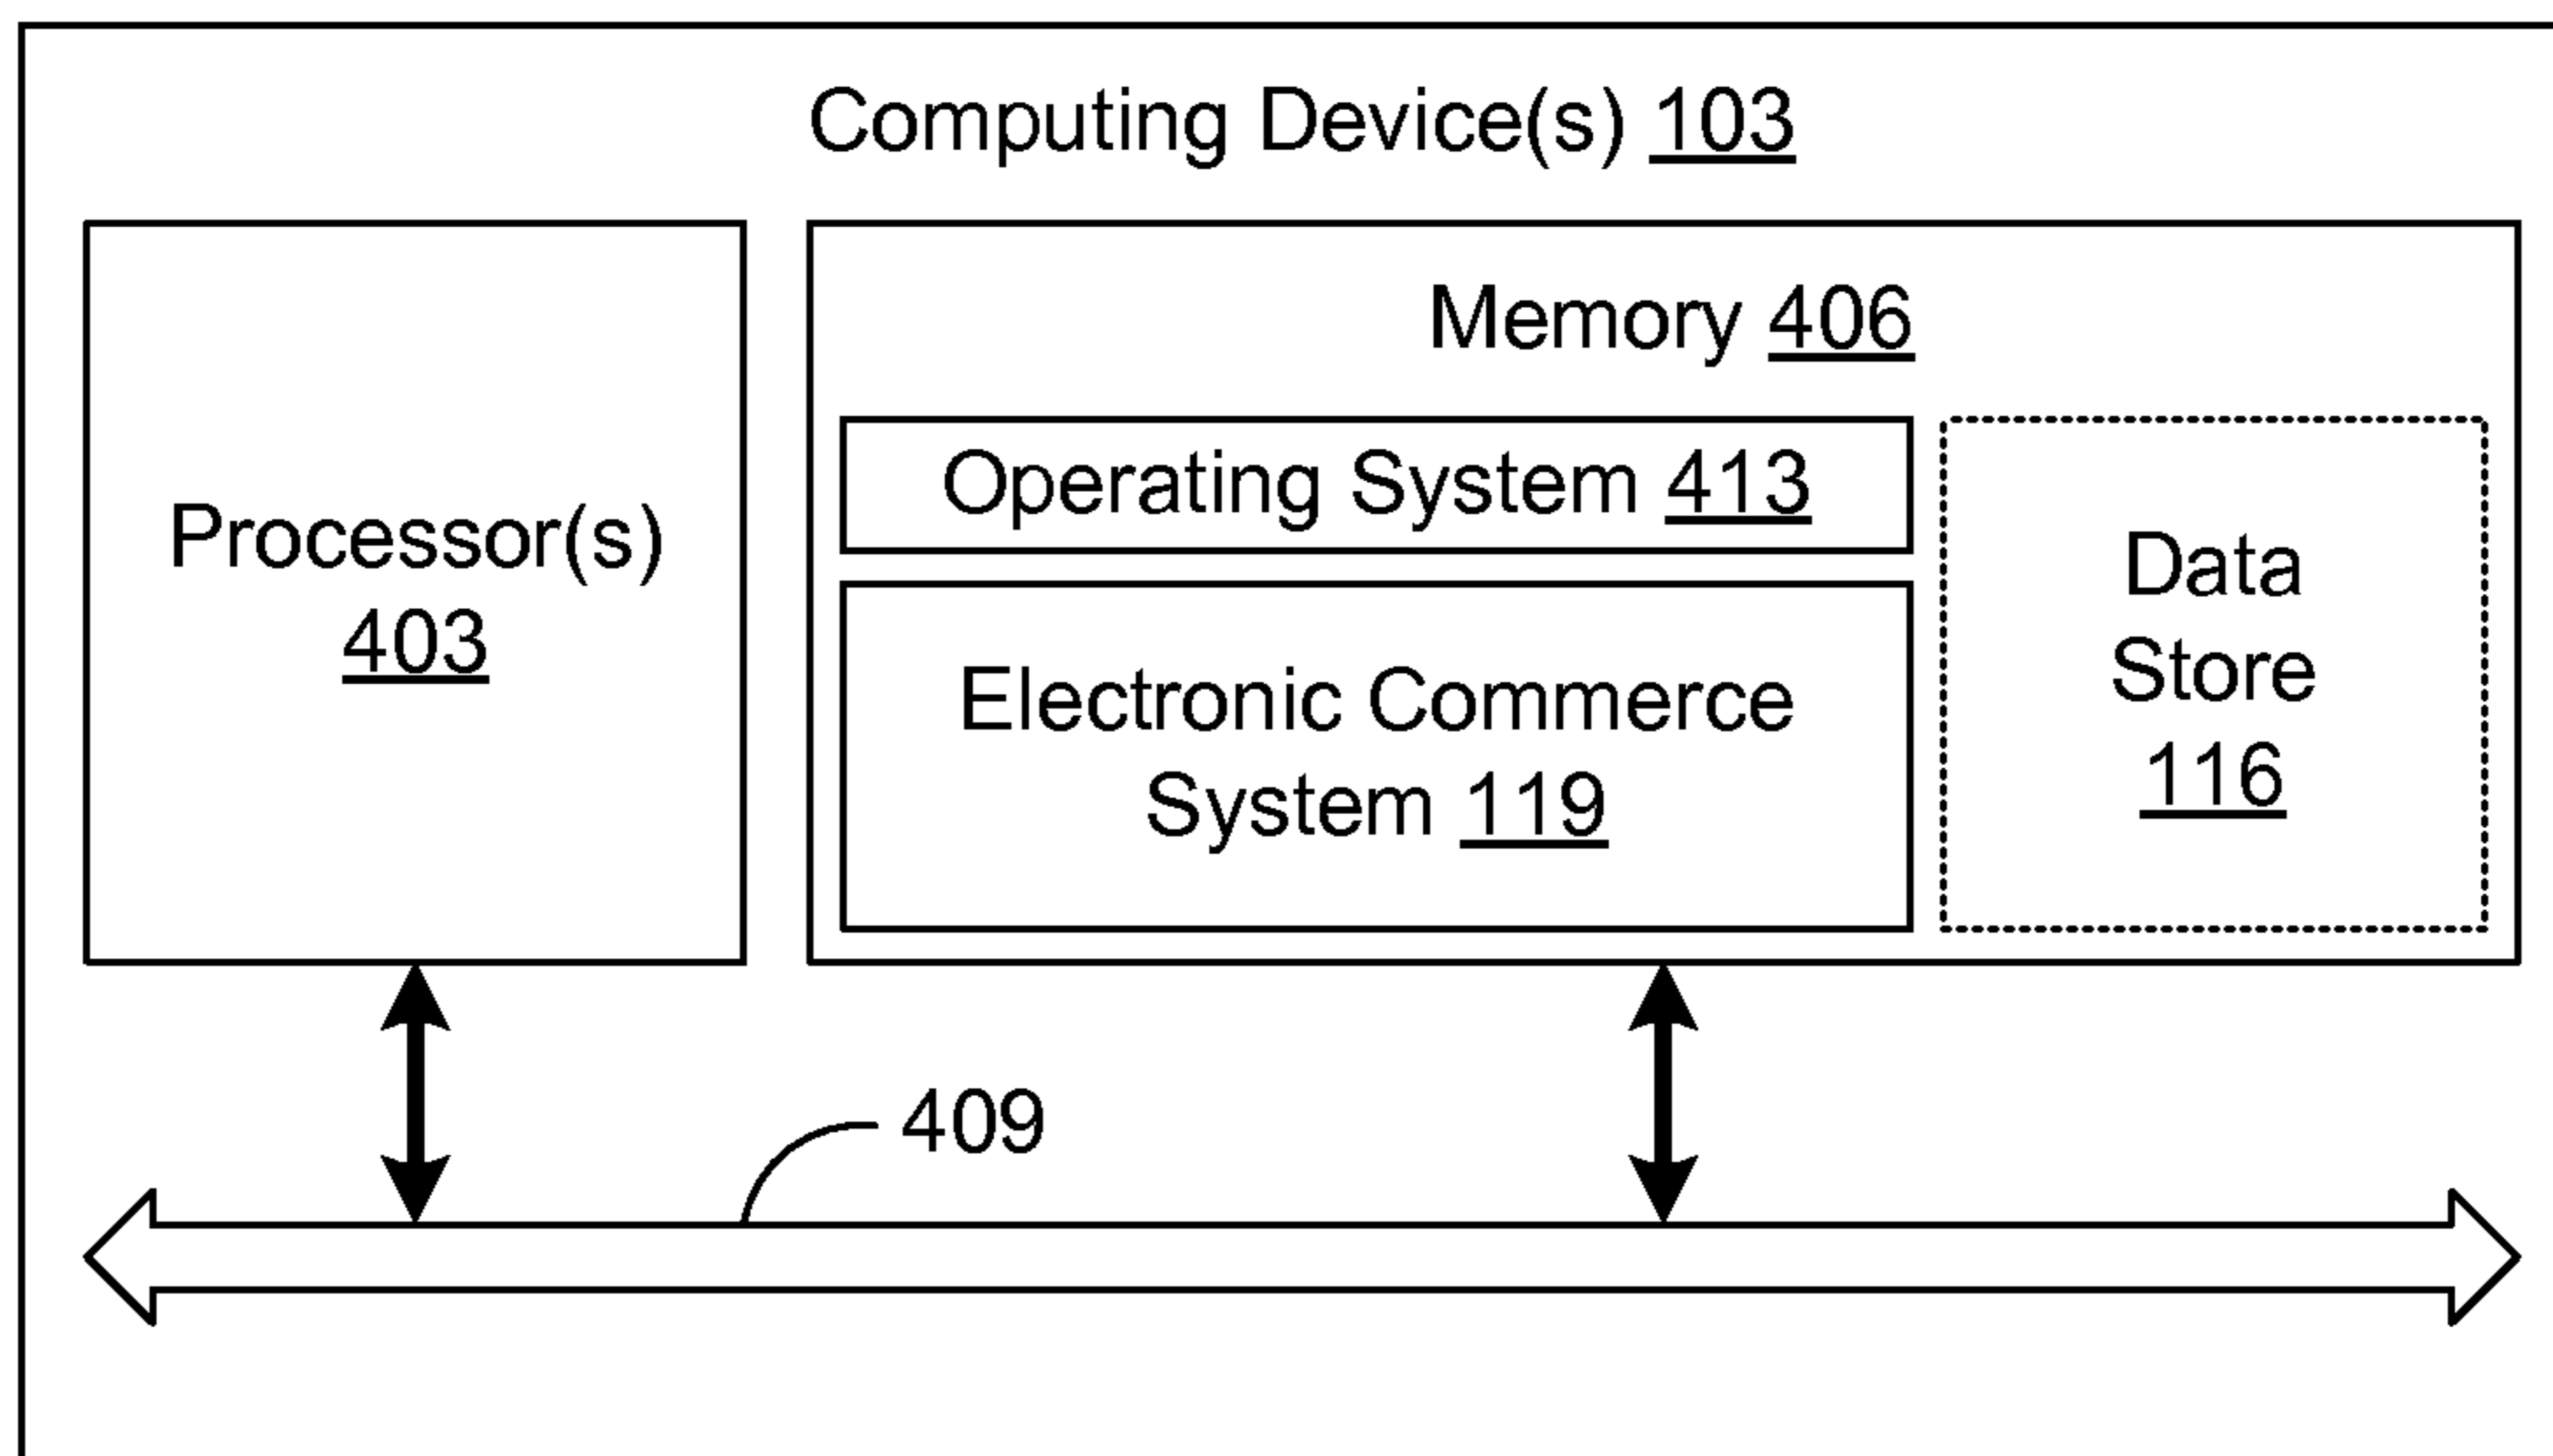 Computing Device(s) 103
Processor(s)
403
Memory 406
Operating System 413
Electronic Commerce
System 119
Data
Store
116
409